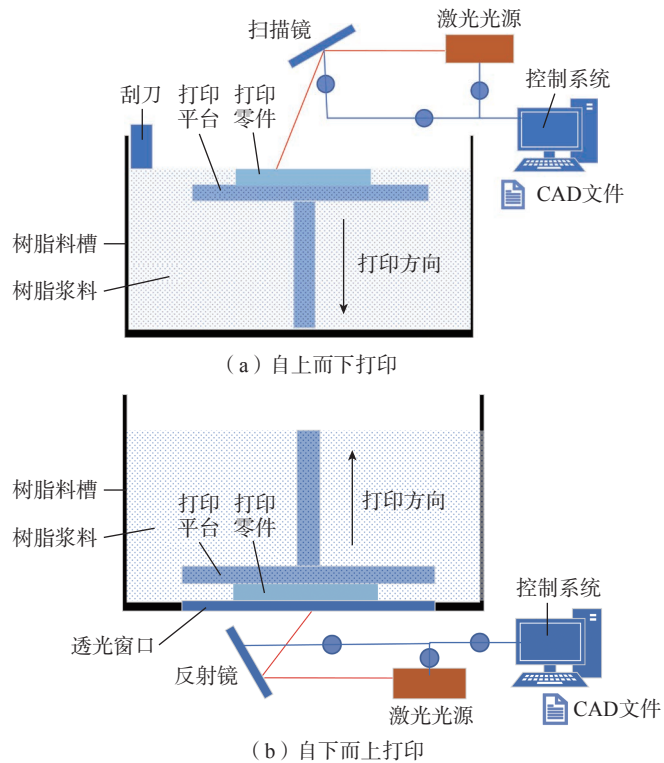 扫描镜
激光光源
控制系统
刮刀
打印
平台
打印
零件
CAD文件
树脂料槽
打印方向
树脂浆料
（a）自上而下打印
树脂料槽
打印方向
打印
平台
打印
零件
树脂浆料
控制系统
透光窗口
反射镜
激光光源
CAD文件
（b）自下而上打印